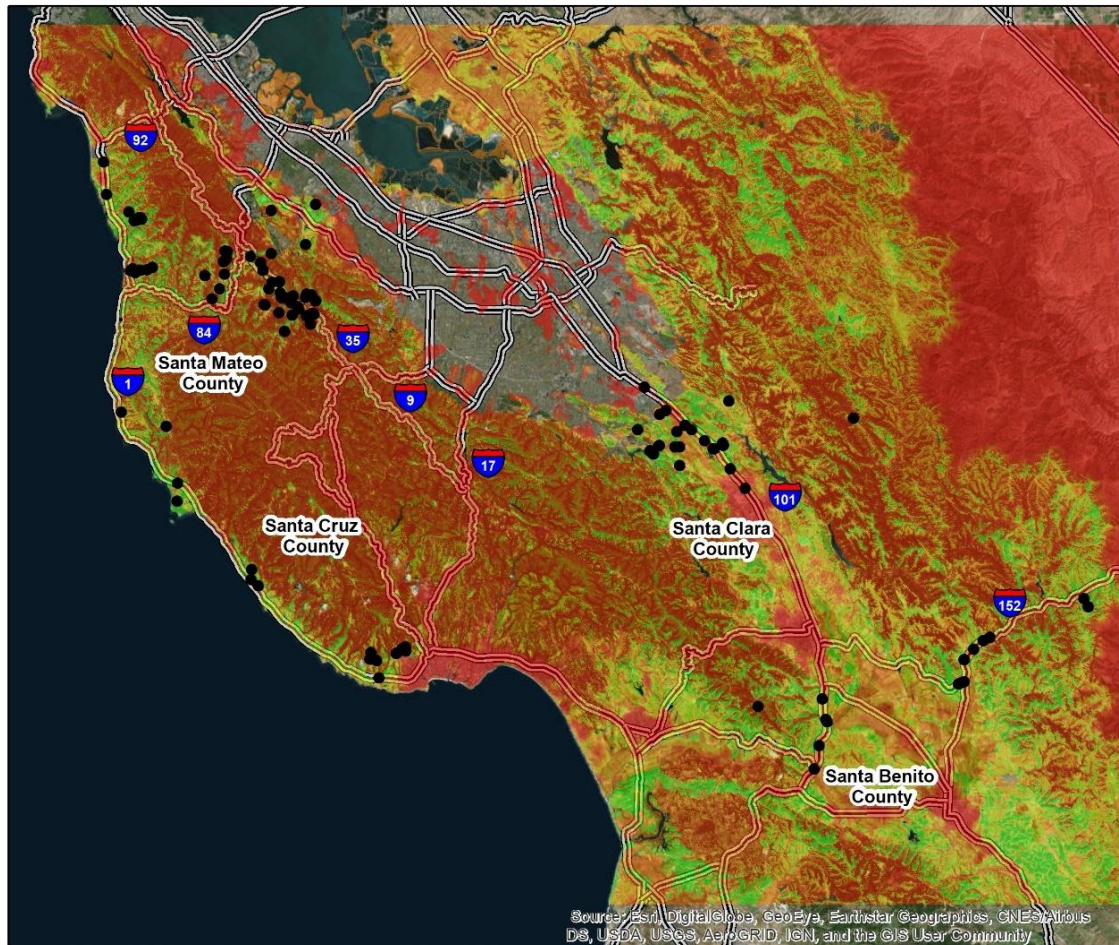 92
84
Santa Mateo
County
35
1
9
17
Santa Cruz
County
101
Santa Clara
County
152
Santa Benito
County
Source: Esri, DigitalGlobe, GeoEye, Earthstar Geographics, CNES/Airbus
DS, USDA, USGS, AeroGRID, IGN, and the GIS User Community